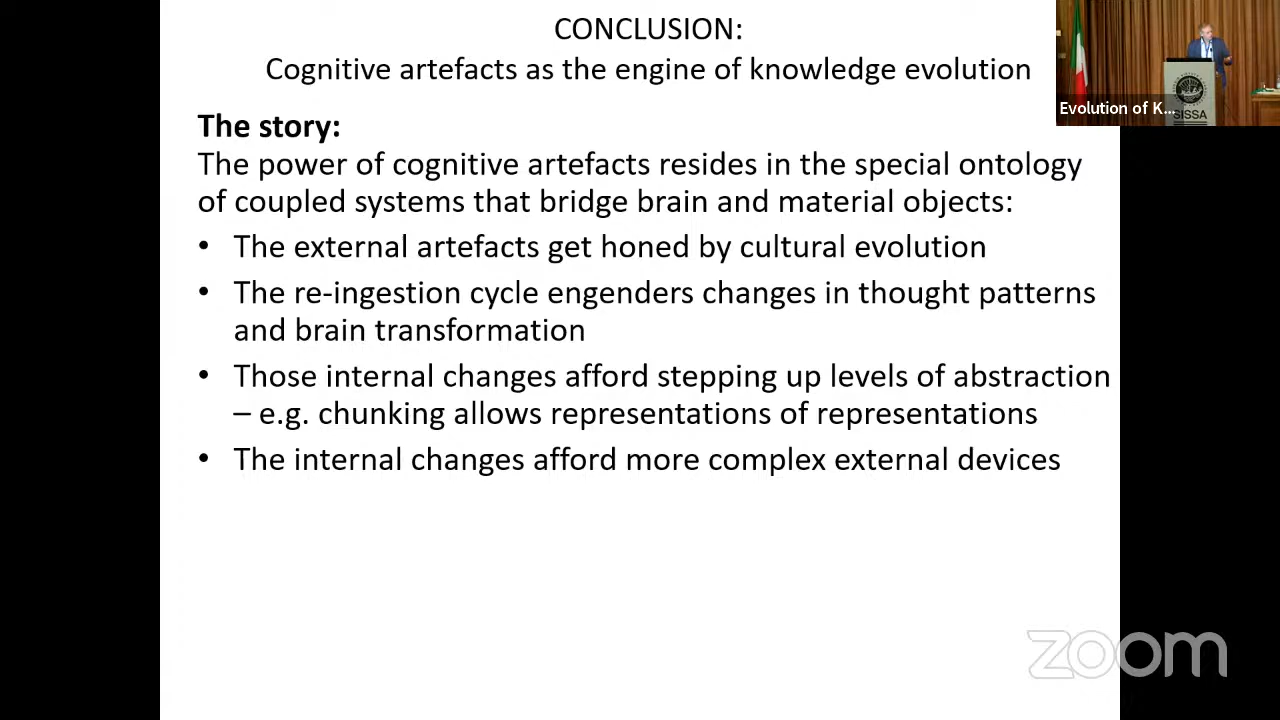 CONCLUSION:
Cognitive artefacts as the engine of knowledge evolution
The story:
The power of cognitive artefacts resides in the special ontology
of coupled systems that bridge brain and material objects:
• The external artefacts get honed by cultural evolution
• The re-ingestion cycle engenders changes in thought patterns
and brain transformation
• Those internal changes afford stepping up levels of abstraction
– e.g. chunking allows representations of representations
• The internal changes afford more complex external devices
Evolution of K...
SISSA
zoom